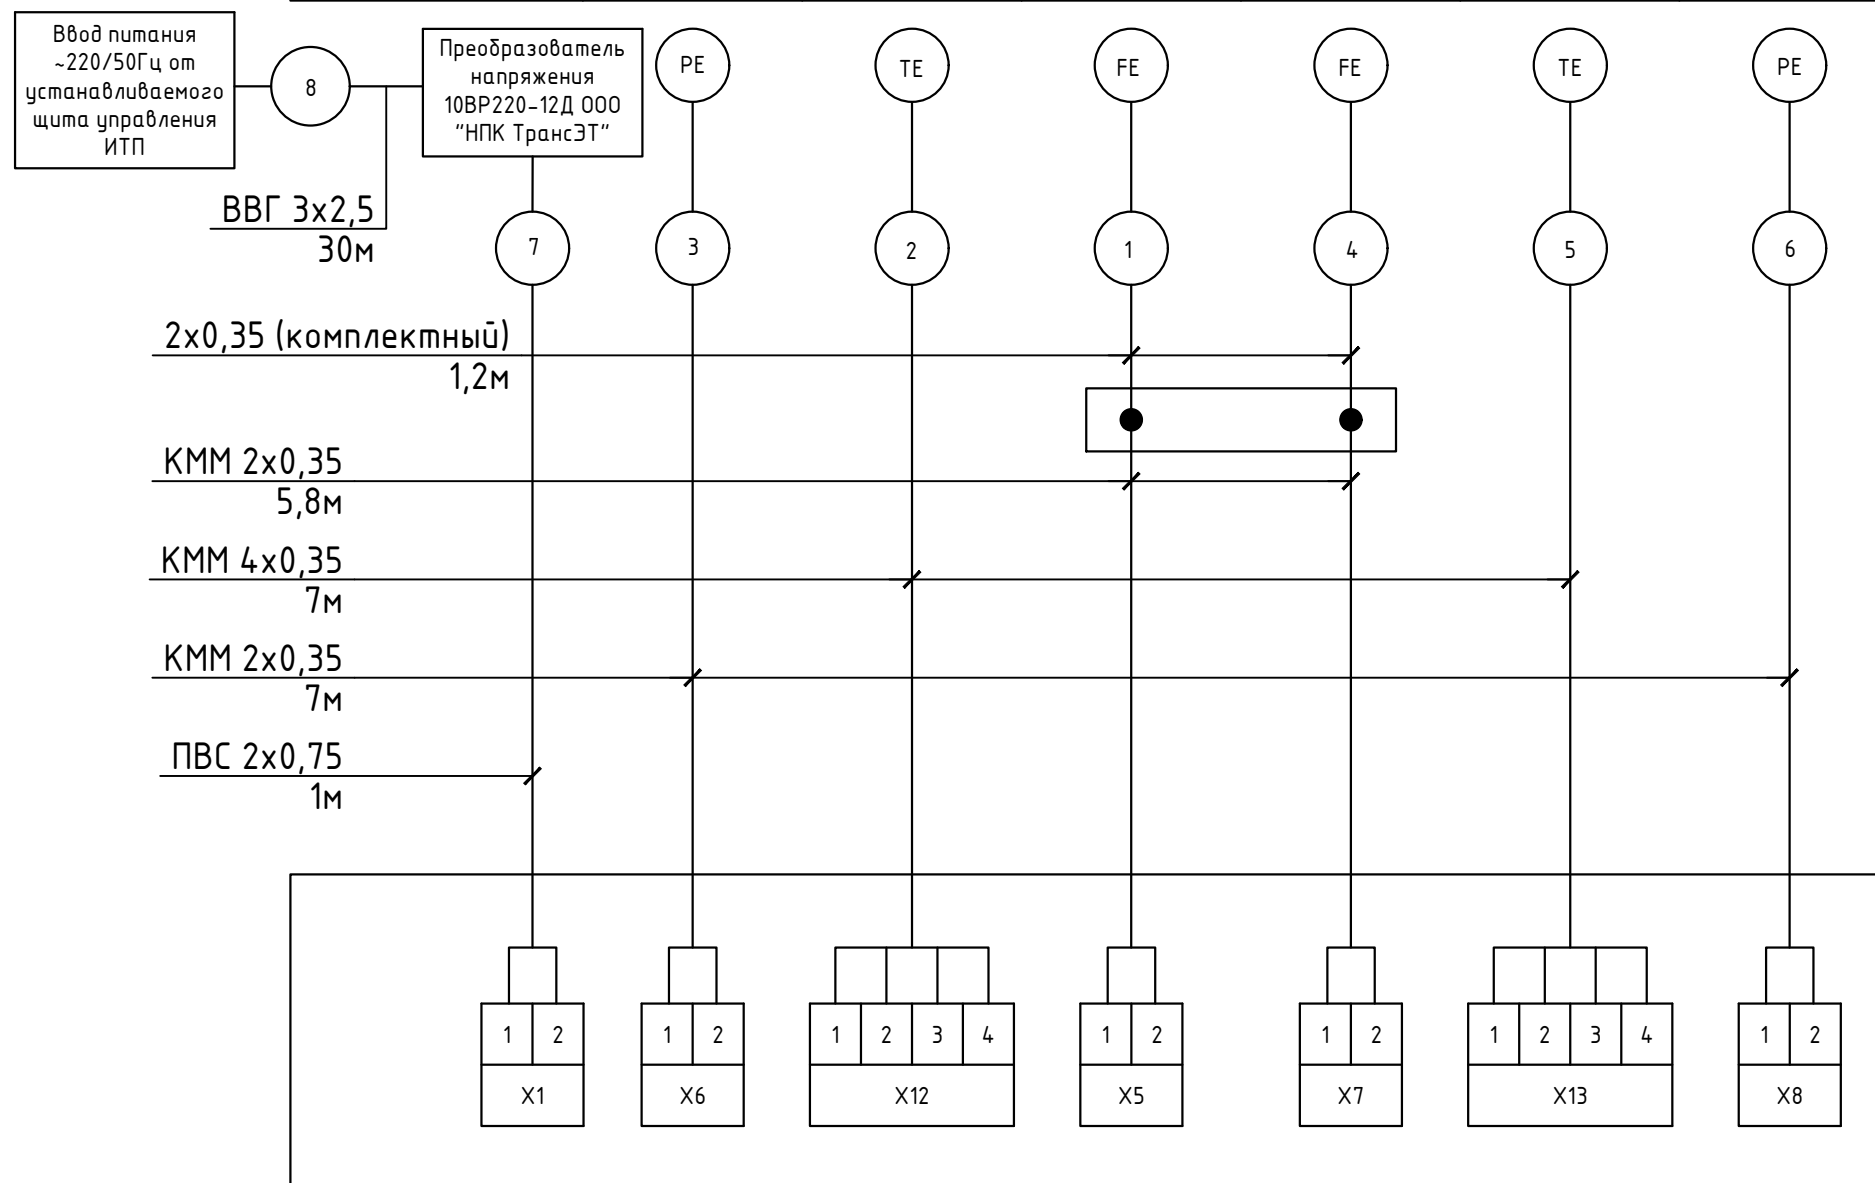 Ввод питания
~220/50Гц от
устанавливаемого
щита управления
ИТП
8
Преобразователь
напряжения
10ВР220-12Д ООО
"НПК ТрансЭТ"
PE
TE
FE
FE
TE
PE
ВВГ 3х2,5
30м
7
3
2
1
4
5
6
2х0,35 (комплектный)
1,2м
КММ 2х0,35
5,8м
КММ 4х0,35
7м
КММ 2х0,35
7м
ПВС 2х0,75
1м
1 2
1 2
1 2 3 4
1 2
1 2
1 2 3 4
1 2
X1
X6
X12
X5
X7
X13
X8